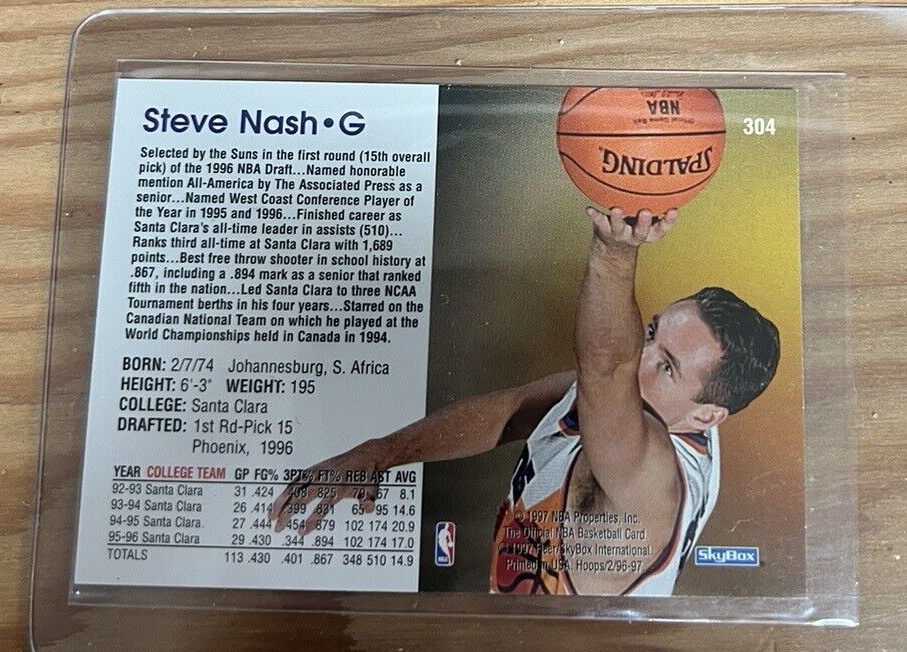 Steve Nash • G
304
Selected by the Suns in the first round (15th overall
pick) of the 1996 NBA Draft...Named honorable
mention All-America by The Associated Press as a
senior...Named West Coast Conference Player of
the Year in 1995 and 1996...Finished career as
Santa Clara's all-time leader in assists (510)...
Ranks third all-time at Santa Clara with 1,689
points...Best free throw shooter in school history at
.867, including a .894 mark as a senior that ranked
fifth in the nation...Led Santa Clara to three NCAA
Tournament berths in his four years...Starred on the
Canadian National Team on which he played at the
World Championships held in Canada in 1994.
BORN: 2/7/74 Johannesburg, S. Africa
HEIGHT: 6'-3" WEIGHT: 195
COLLEGE: Santa Clara
DRAFTED: 1st Rd-Pick 15
Phoenix, 1996
YEAR COLLEGE TEAM GP FG% 3PT% FT% REB AST AVG
92-93 Santa Clara 31 .424 .408 .825 79 67 8.1
93-94 Santa Clara 26 .414 .399 .831 65 95 14.6
94-95 Santa Clara 27 .444 .454 .879 102 174 20.9
95-96 Santa Clara 29 .430 .344 .894 102 174 17.0
TOTALS 113 .430 .401 .867 348 510 14.9
NBA
SPALDING
NBA
© 1997 NBA Properties, Inc.
The Official NBA Basketball Card.
© 1997 Fleer/SkyBox International.
Printed in USA. Hoops/2/96-97.
SkyBox